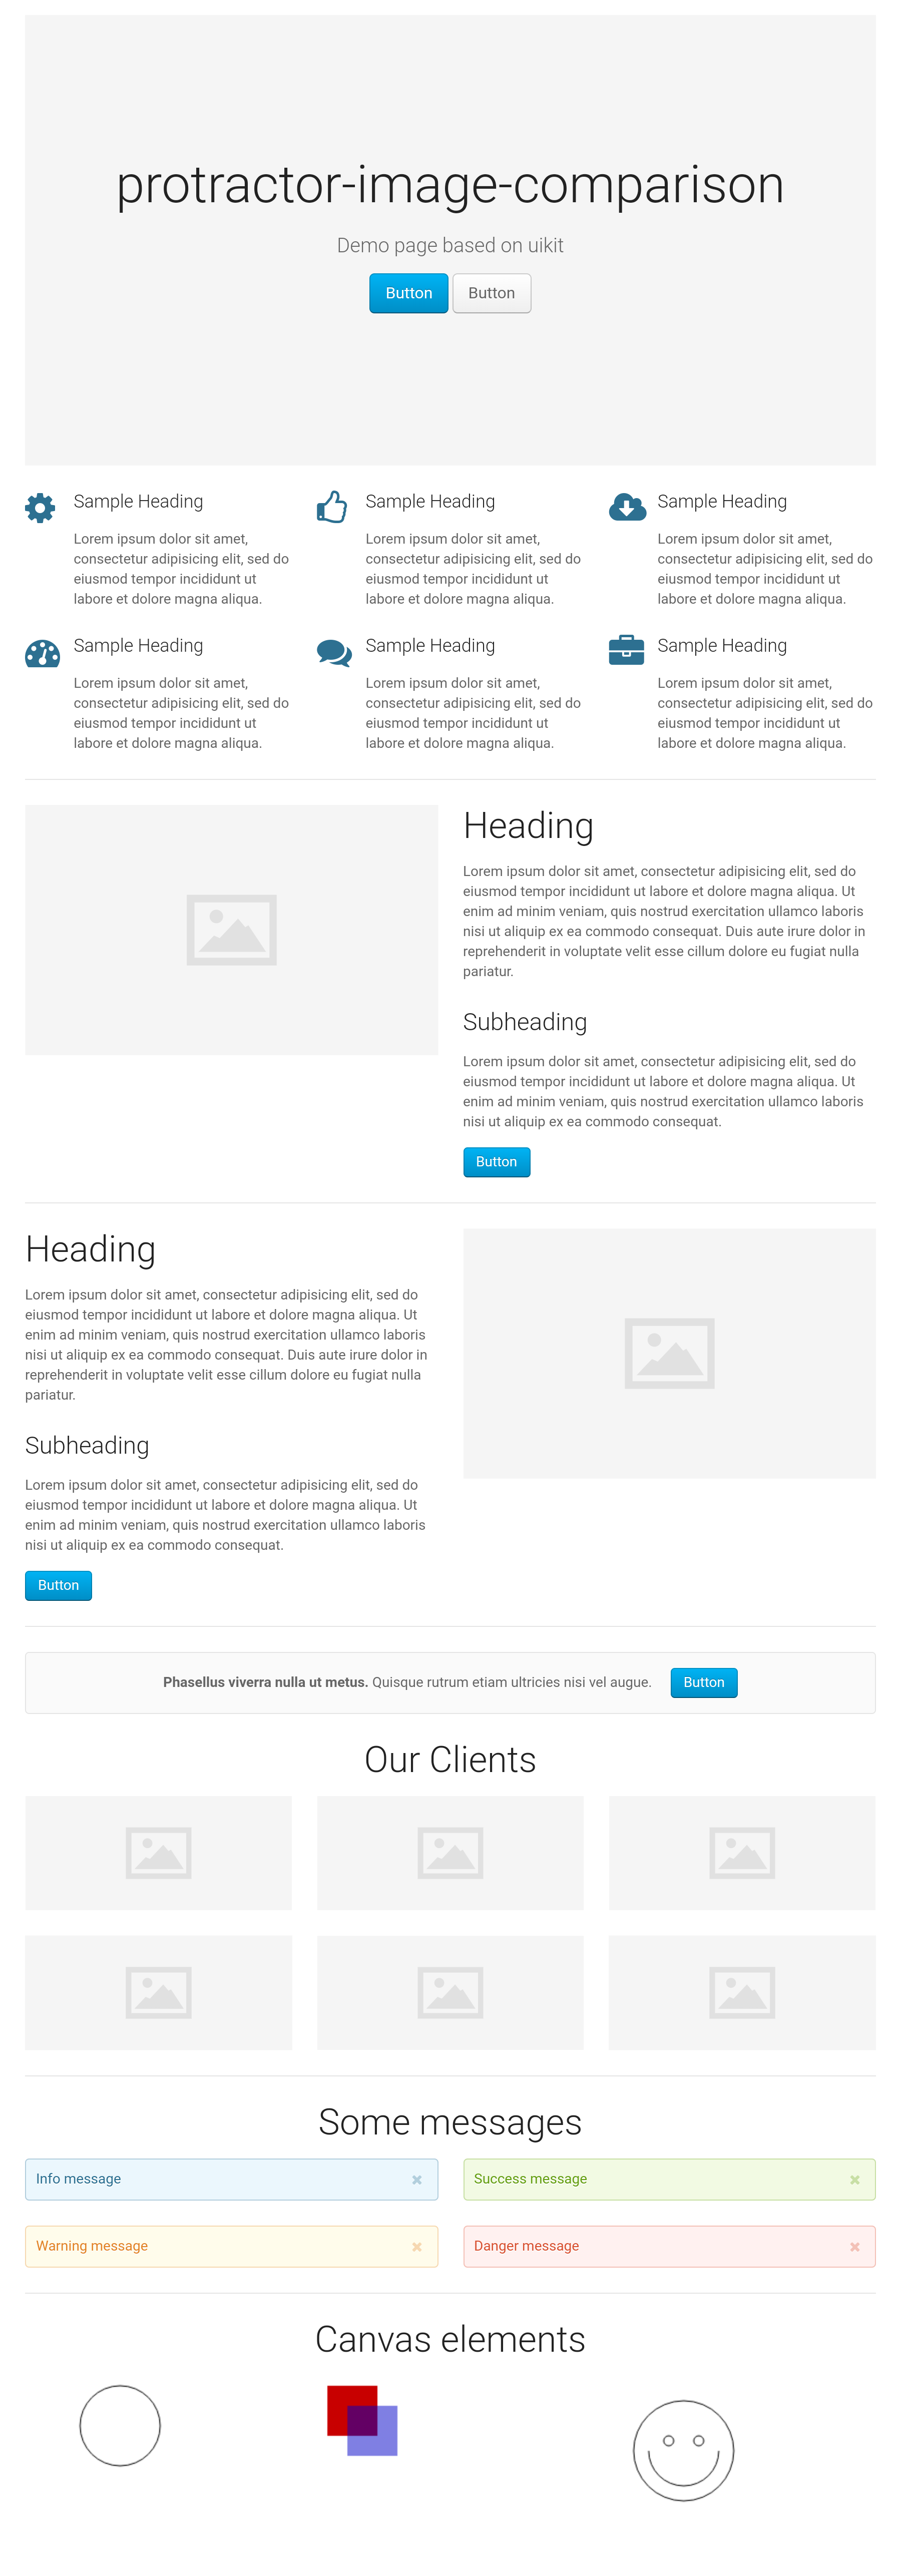 protractor-image-comparison
Demo page based on uikit
Button Button
Sample Heading
Lorem ipsum dolor sit amet,
consectetur adipisicing elit, sed do
eiusmod tempor incididunt ut
labore et dolore magna aliqua.
Sample Heading
Lorem ipsum dolor sit amet,
consectetur adipisicing elit, sed do
eiusmod tempor incididunt ut
labore et dolore magna aliqua.
Sample Heading
Lorem ipsum dolor sit amet,
consectetur adipisicing elit, sed do
eiusmod tempor incididunt ut
labore et dolore magna aliqua.
Sample Heading
Lorem ipsum dolor sit amet,
consectetur adipisicing elit, sed do
eiusmod tempor incididunt ut
labore et dolore magna aliqua.
Sample Heading
Lorem ipsum dolor sit amet,
consectetur adipisicing elit, sed do
eiusmod tempor incididunt ut
labore et dolore magna aliqua.
Sample Heading
Lorem ipsum dolor sit amet,
consectetur adipisicing elit, sed do
eiusmod tempor incididunt ut
labore et dolore magna aliqua.
Heading
Lorem ipsum dolor sit amet, consectetur adipisicing elit, sed do
eiusmod tempor incididunt ut labore et dolore magna aliqua. Ut
enim ad minim veniam, quis nostrud exercitation ullamco laboris
nisi ut aliquip ex ea commodo consequat. Duis aute irure dolor in
reprehenderit in voluptate velit esse cillum dolore eu fugiat nulla
pariatur.
Subheading
Lorem ipsum dolor sit amet, consectetur adipisicing elit, sed do
eiusmod tempor incididunt ut labore et dolore magna aliqua. Ut
enim ad minim veniam, quis nostrud exercitation ullamco laboris
nisi ut aliquip ex ea commodo consequat.
Button
Heading
Lorem ipsum dolor sit amet, consectetur adipisicing elit, sed do
eiusmod tempor incididunt ut labore et dolore magna aliqua. Ut
enim ad minim veniam, quis nostrud exercitation ullamco laboris
nisi ut aliquip ex ea commodo consequat. Duis aute irure dolor in
reprehenderit in voluptate velit esse cillum dolore eu fugiat nulla
pariatur.
Subheading
Lorem ipsum dolor sit amet, consectetur adipisicing elit, sed do
eiusmod tempor incididunt ut labore et dolore magna aliqua. Ut
enim ad minim veniam, quis nostrud exercitation ullamco laboris
nisi ut aliquip ex ea commodo consequat.
Button
Phasellus viverra nulla ut metus. Quisque rutrum etiam ultricies nisi vel augue. Button
Our Clients
Some messages
Info message
Success message
Warning message
Danger message
Canvas elements